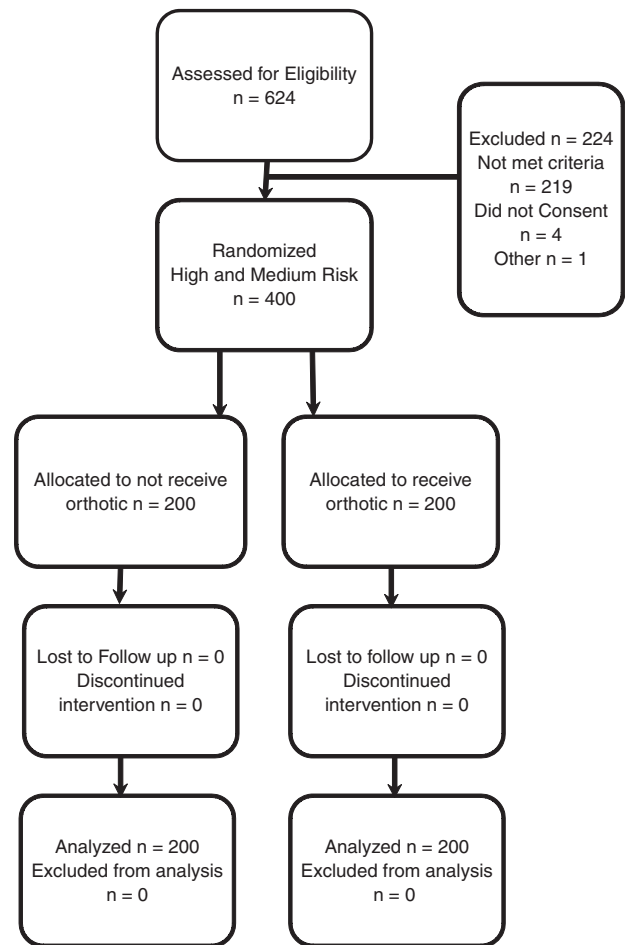 Assessed for Eligibility
n = 624
Excluded n = 224
Not met criteria
n = 219
Did not Consent
n = 4
Other n = 1
Randomized
High and Medium Risk
n = 400
Allocated to not receive
orthotic n = 200
Allocated to receive
orthotic n = 200
Lost to Follow up n = 0
Discontinued
intervention n = 0
Lost to follow up n = 0
Discontinued
intervention n = 0
Analyzed n = 200
Excluded from analysis
n = 0
Analyzed n = 200
Excluded from analysis
n = 0